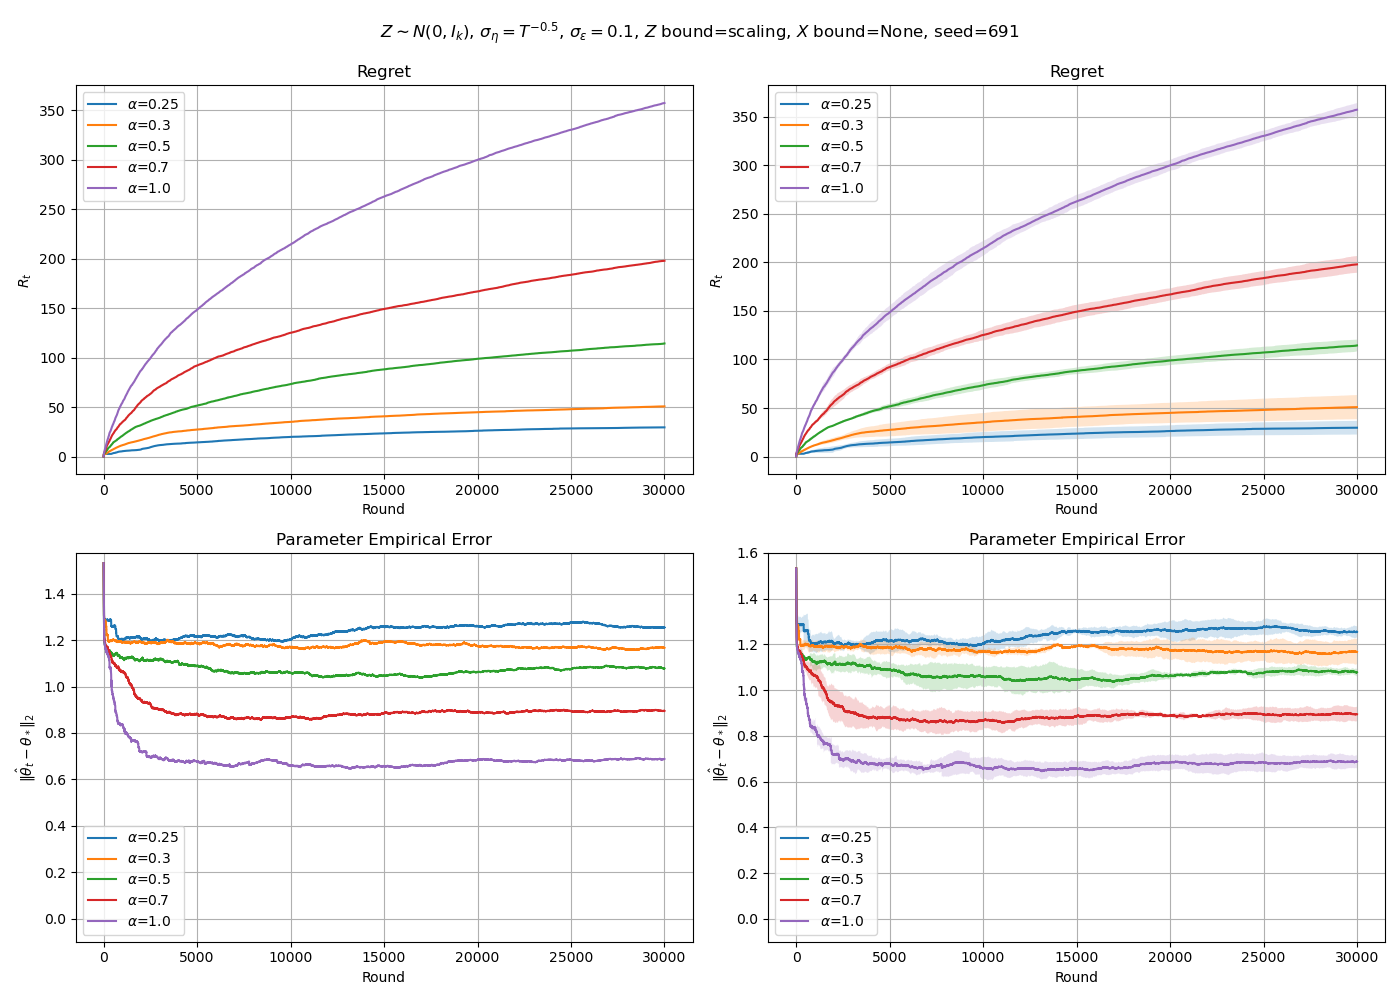 Z ∼ N(0, I_k), σ_η = T^{−0.5}, σ_ε = 0.1, Z bound=scaling, X bound=None, seed=691
Regret
R_t
350
300
250
200
150
100
50
0
α=0.25
α=0.3
α=0.5
α=0.7
α=1.0
0 5000 10000 15000 20000 25000 30000
Round
Regret
R_t
350
300
250
200
150
100
50
0
α=0.25
α=0.3
α=0.5
α=0.7
α=1.0
0 5000 10000 15000 20000 25000 30000
Round
Parameter Empirical Error
‖θ̂_t − θ_*‖_2
1.4
1.2
1.0
0.8
0.6
0.4
0.2
0.0
α=0.25
α=0.3
α=0.5
α=0.7
α=1.0
0 5000 10000 15000 20000 25000 30000
Round
Parameter Empirical Error
‖θ̂_t − θ_*‖_2
1.6
1.4
1.2
1.0
0.8
0.6
0.4
0.2
0.0
α=0.25
α=0.3
α=0.5
α=0.7
α=1.0
0 5000 10000 15000 20000 25000 30000
Round